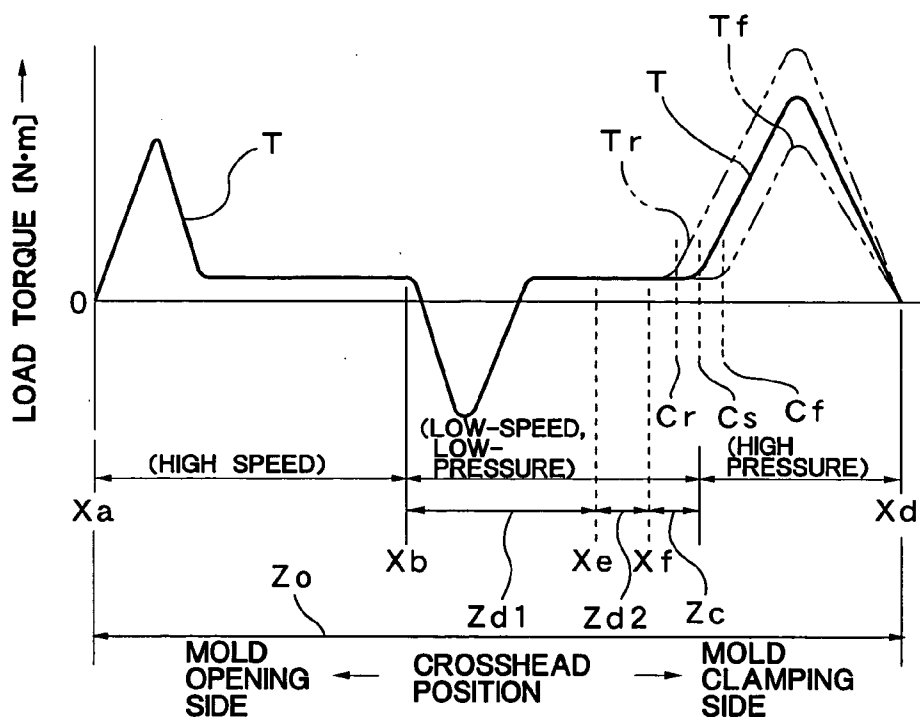 LOAD TORQUE [N·m]
0
T
Tr
T
Tf
Cr
Cs
Cf
(HIGH SPEED)
(LOW-SPEED,
LOW-
PRESSURE)
(HIGH
PRESSURE)
Xa
Xb
Xe
Xf
Xd
Zo
Zd1
Zd2
Zc
MOLD
OPENING
SIDE
CROSSHEAD
POSITION
MOLD
CLAMPING
SIDE